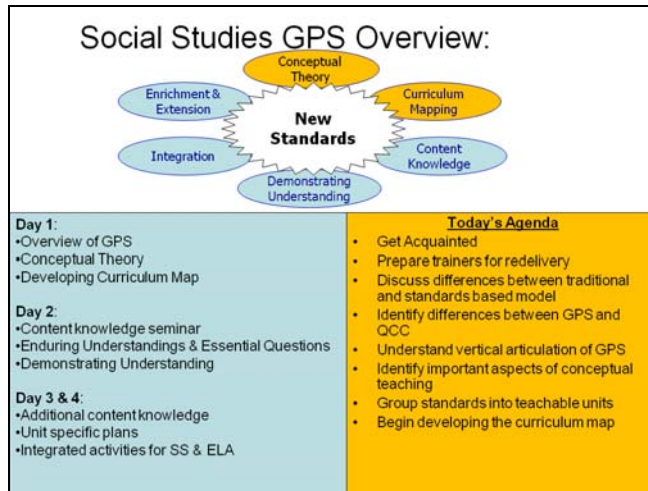 Social Studies GPS Overview:
Conceptual
Theory
Enrichment &
Extension
Curriculum
Mapping
New
Standards
Integration
Content
Knowledge
Demonstrating
Understanding
Day 1:
•Overview of GPS
•Conceptual Theory
•Developing Curriculum Map
Day 2:
•Content knowledge seminar
•Enduring Understandings & Essential Questions
•Demonstrating Understanding
Day 3 & 4:
•Additional content knowledge
•Unit specific plans
•Integrated activities for SS & ELA
Today's Agenda
• Get Acquainted
• Prepare trainers for redelivery
• Discuss differences between traditional
and standards based model
• Identify differences between GPS and
QCC
• Understand vertical articulation of GPS
• Identify important aspects of conceptual
teaching
• Group standards into teachable units
• Begin developing the curriculum map